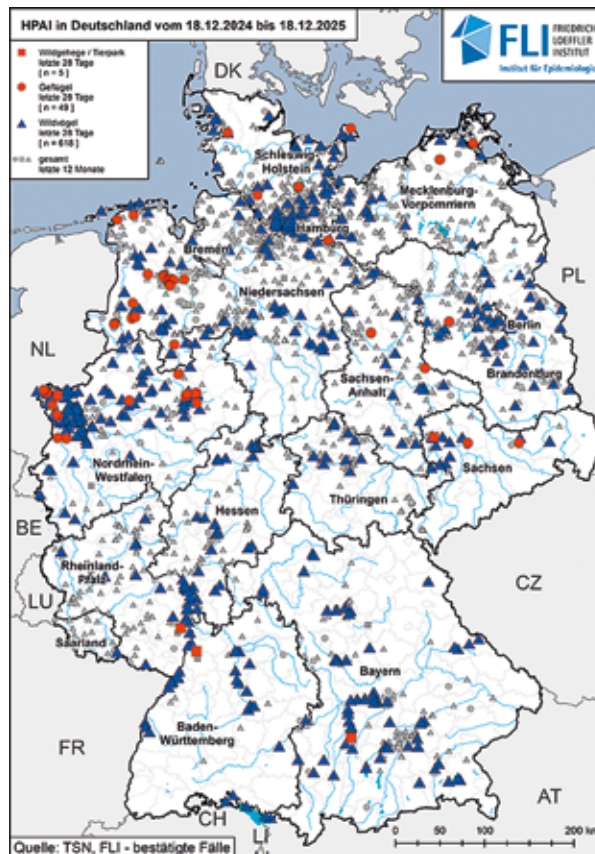 HPAI in Deutschland vom 18.12.2024 bis 18.12.2025
Wildgehege / Tierpark
letzte 28 Tage
[ n = 5 ]
Geflügel
letzte 28 Tage
[ n = 49 ]
Wildvögel
letzte 28 Tage
[ n = 618 ]
gesamt
letzte 12 Monate
FLI
FRIEDRICH
LOEFFLER
INSTITUT
Institut für Epidemiologie
DK
Schleswig-
Holstein
Mecklenburg-
Vorpommern
Hamburg
Bremen
PL
Niedersachsen
Berlin
NL
Brandenburg
Sachsen-
Anhalt
Nordrhein-
Westfalen
Sachsen
Thüringen
Hessen
BE
Rheinland-
Pfalz
LU
CZ
Saarland
Bayern
FR
Baden-
Württemberg
AT
CH
LI
0 50 100 200 km
Quelle: TSN, FLI - bestätigte Fälle